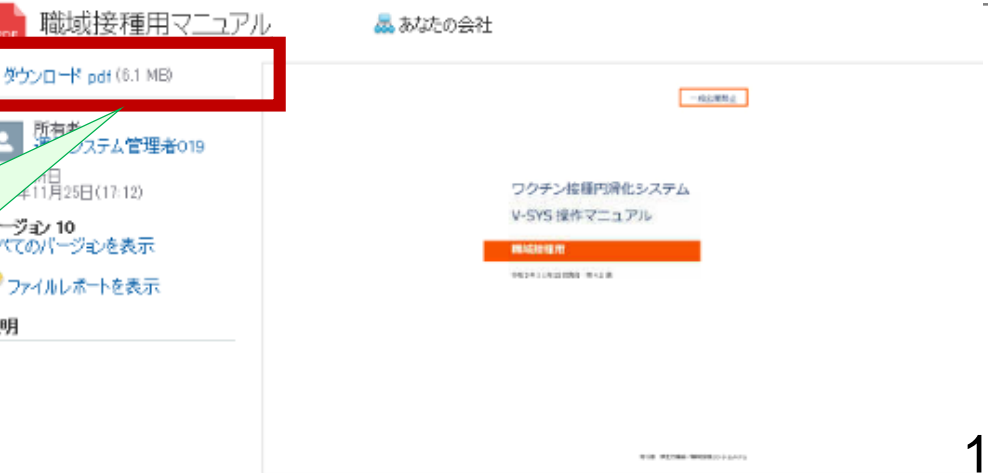 職域接種用マニュアル
あなたの会社
ダウンロード pdf (6.1 MB)
所有者
システム管理者019
年11月25日(17:12)
ージョン 10
べてのバージョンを表示
ファイルレポートを表示
明
ワクチン接種円滑化システム
V-SYS 操作マニュアル
職域接種用
1